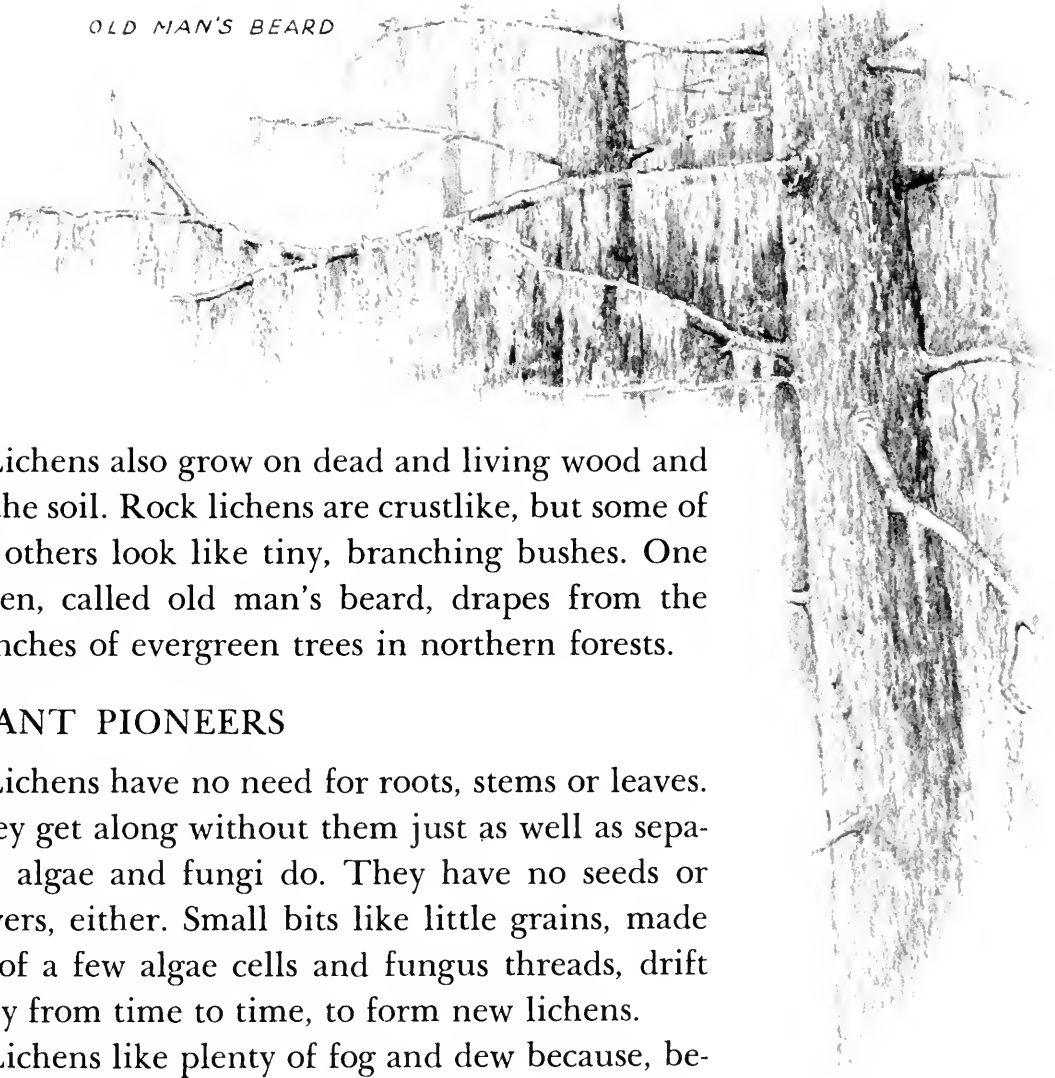 OLD MAN'S BEARD
Lichens also grow on dead and living wood and
the soil. Rock lichens are crustlike, but some of
others look like tiny, branching bushes. One
en, called old man's beard, drapes from the
nches of evergreen trees in northern forests.
ANT PIONEERS
Lichens have no need for roots, stems or leaves.
ey get along without them just as well as sepa-
algae and fungi do. They have no seeds or
ers, either. Small bits like little grains, made
of a few algae cells and fungus threads, drift
y from time to time, to form new lichens.
Lichens like plenty of fog and dew because, be-